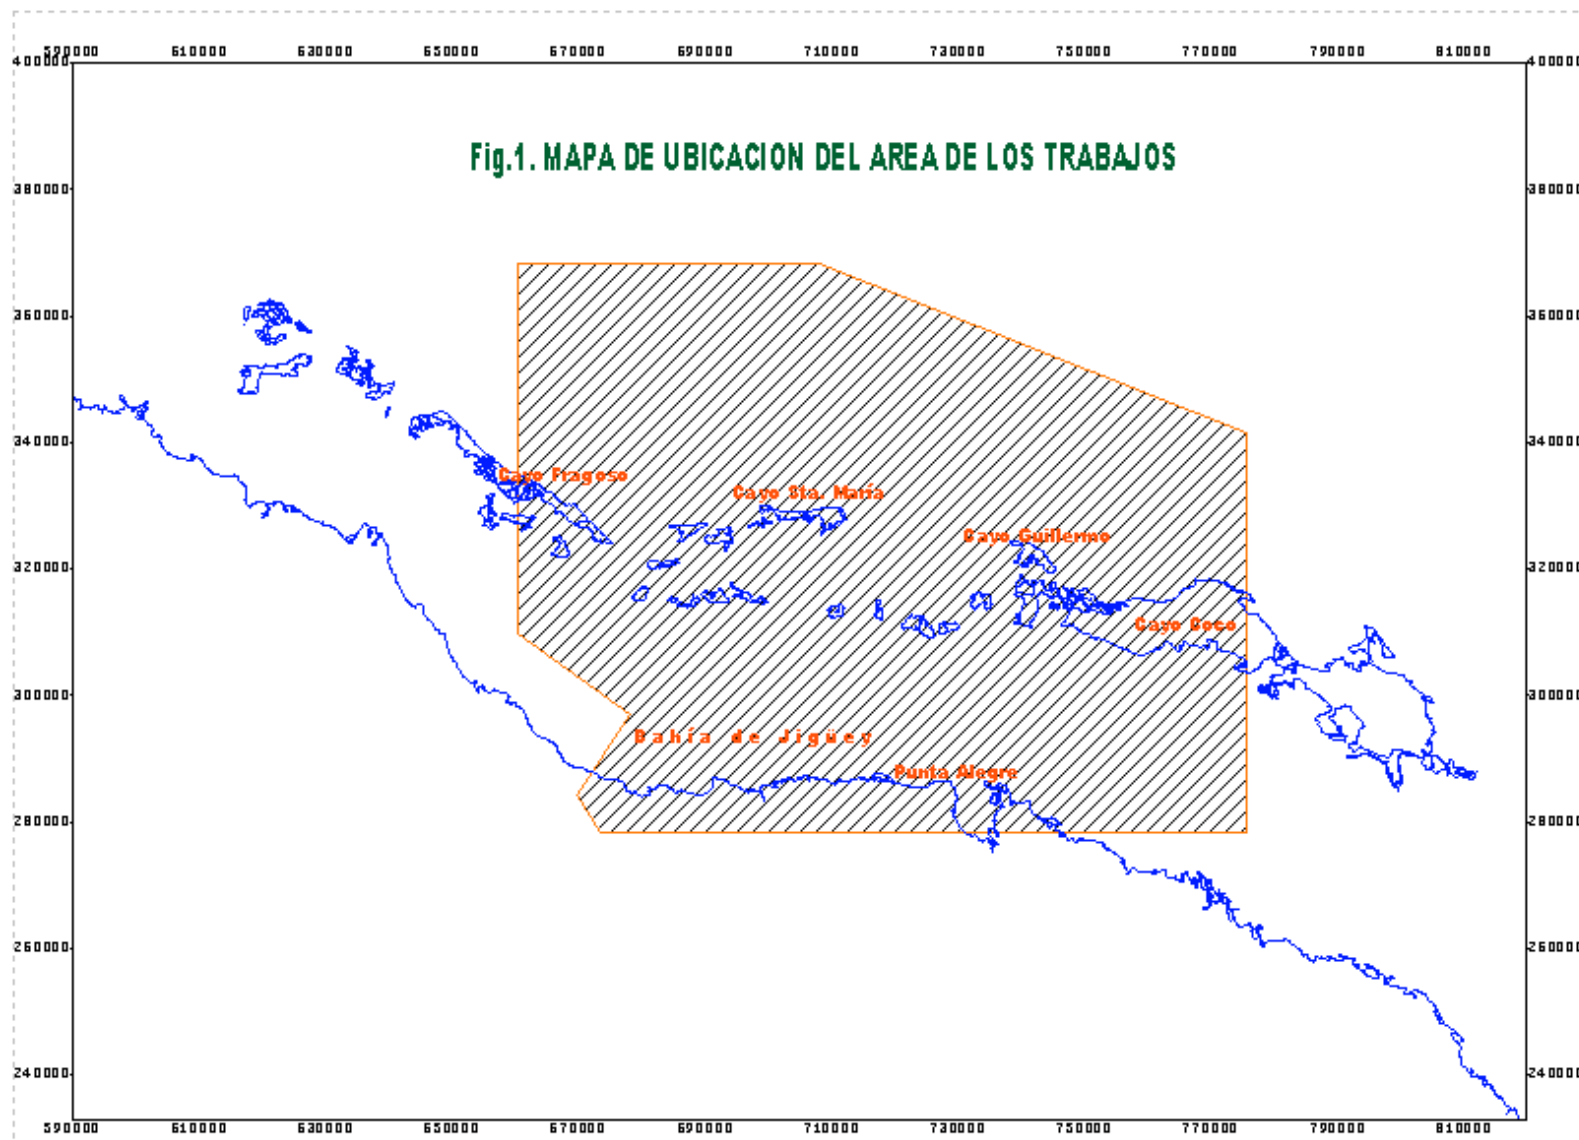 590000 610000 630000 650000 670000 690000 710000 730000 750000 770000 790000 810000
400000 400000
Fig.1. MAPA DE UBICACION DEL AREA DE LOS TRABAJOS
380000 380000
360000 360000
340000 340000
Cayo Fragoso
Cayo Sta. María
Cayo Guillermo
320000 320000
Cayo Coco
300000 300000
Bahía de Jigüey
Punta Alegre
280000 280000
260000 260000
240000 240000
590000 610000 630000 650000 670000 690000 710000 730000 750000 770000 790000 810000